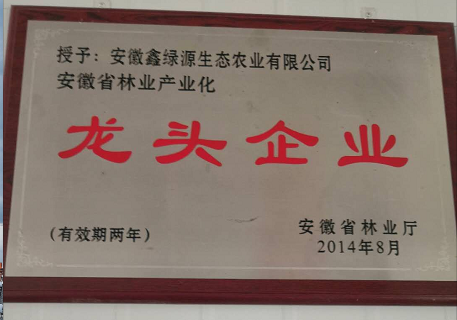 授予：安徽鑫绿源生态农业有限公司
安徽省林业产业化
龙头企业
（有效期两年）
安徽省林业厅
2014年8月